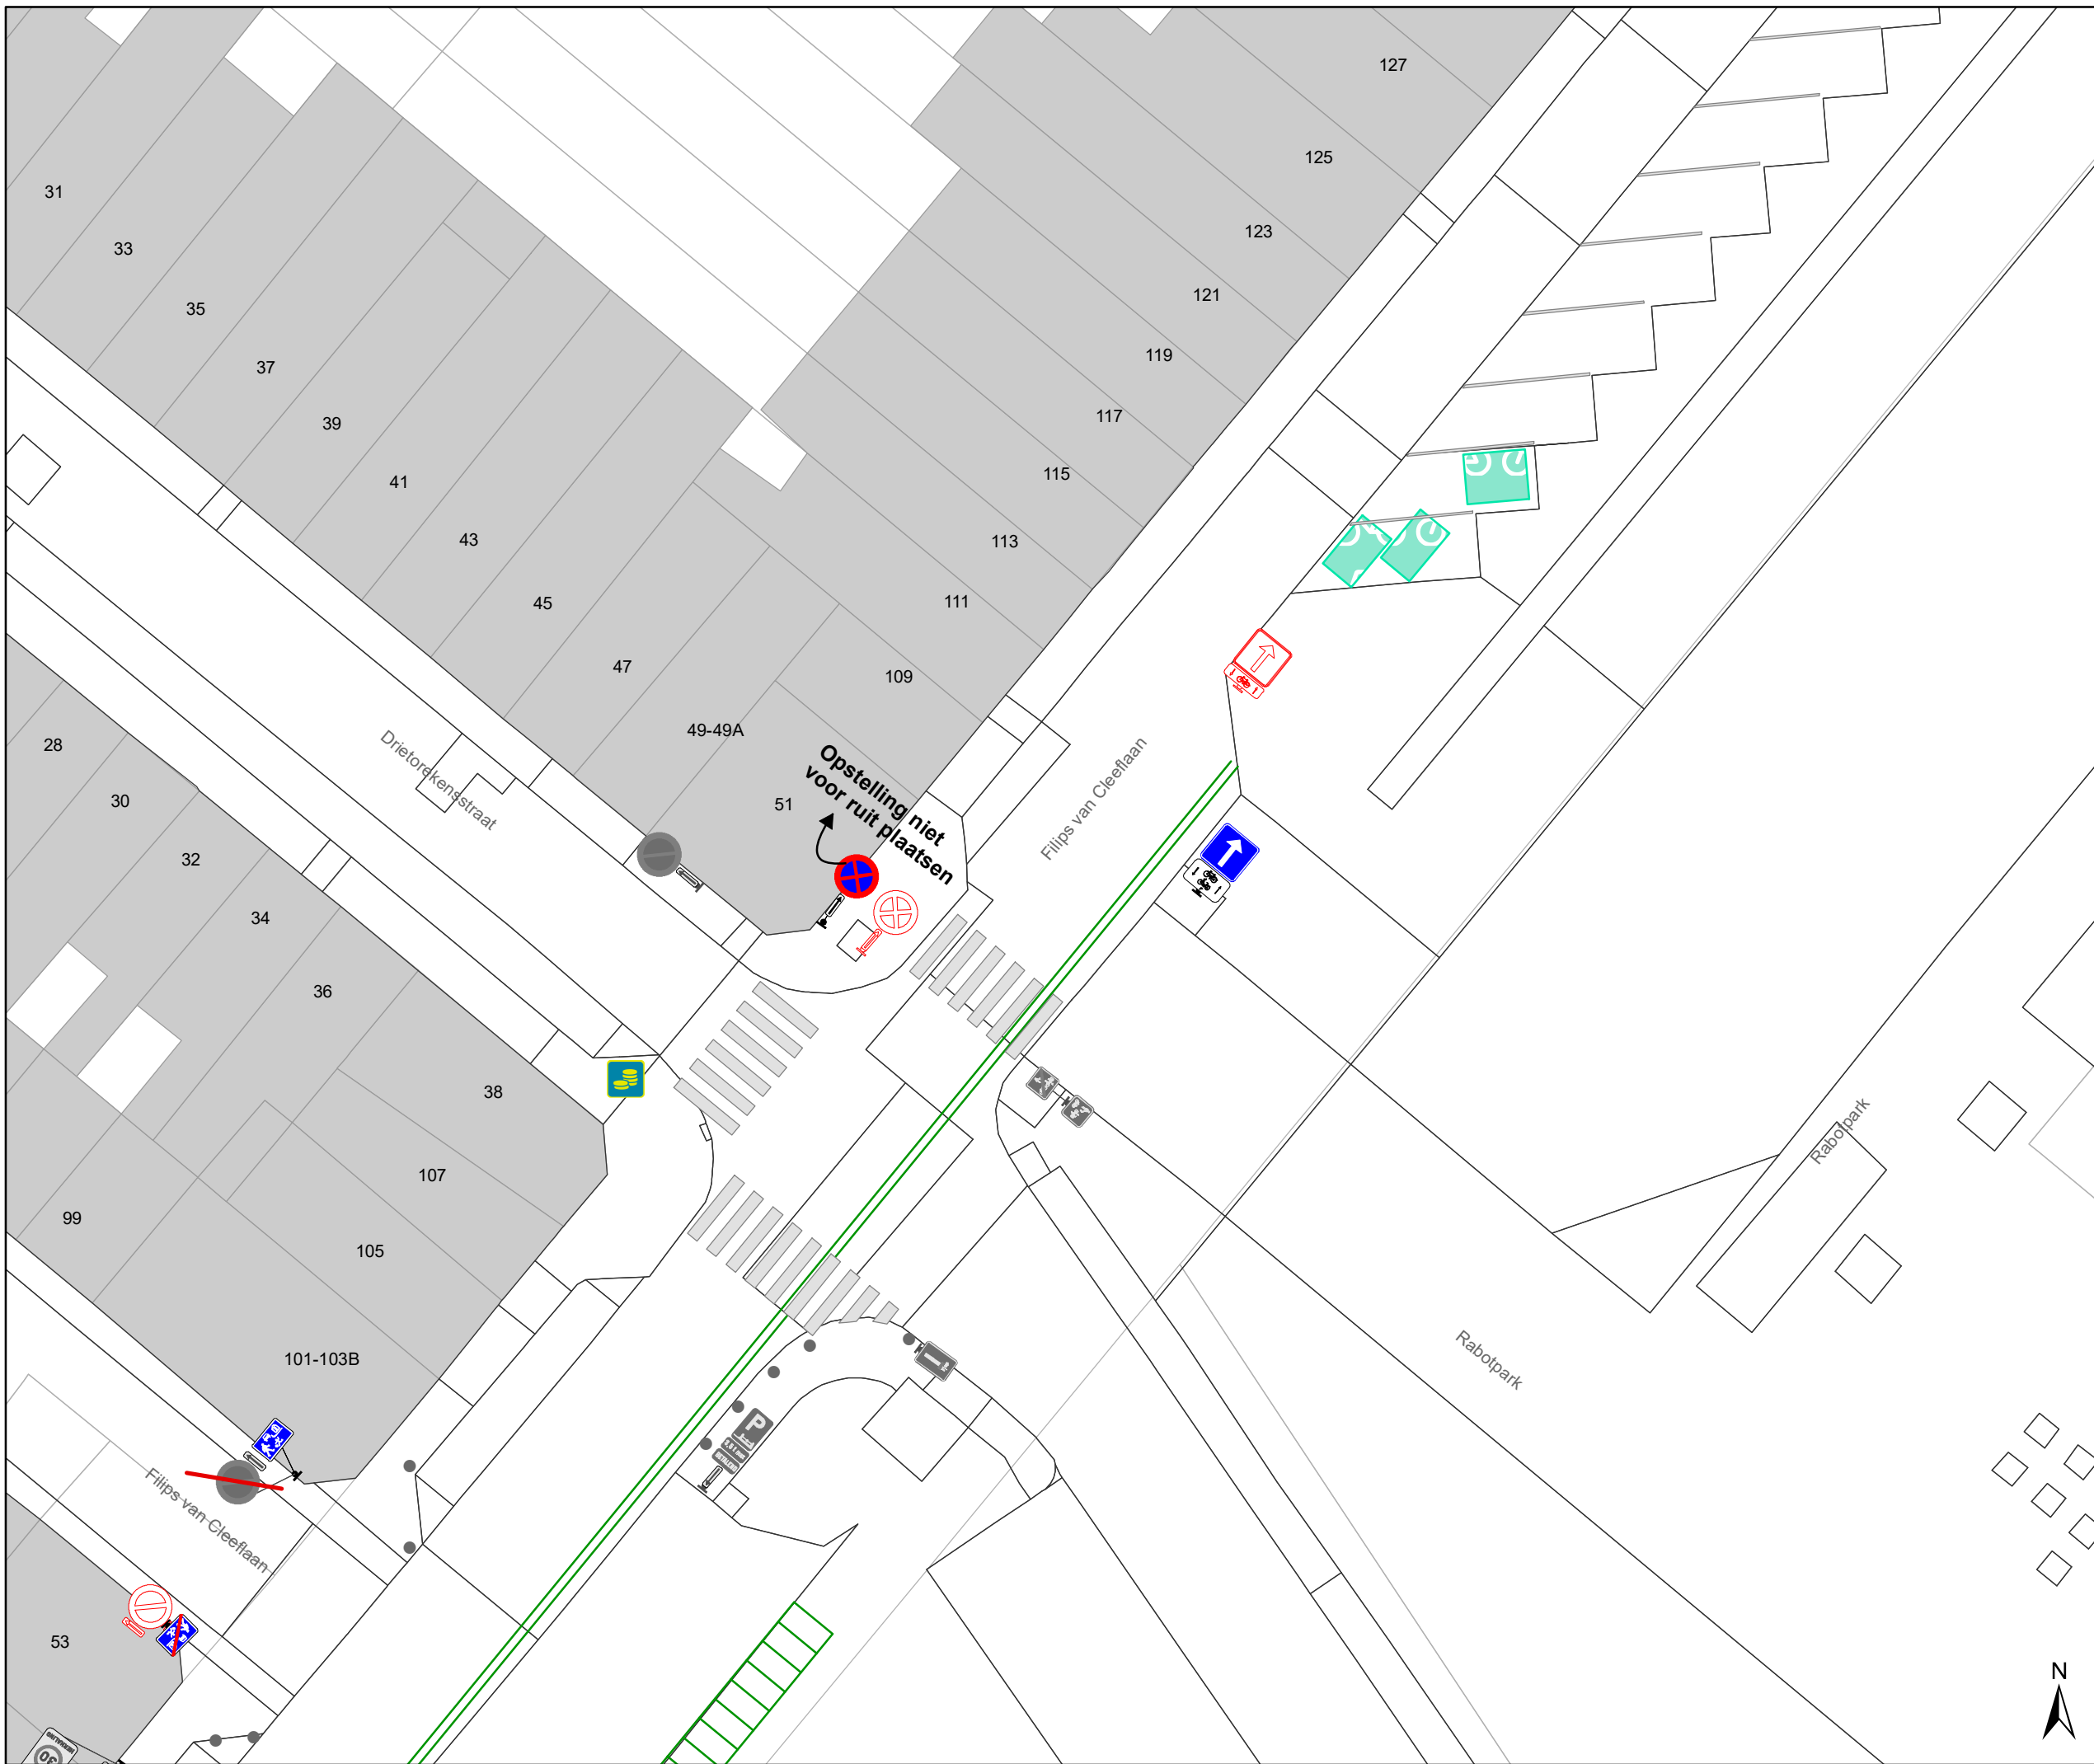 127
125
31
123
33
121
35
119
37
117
39
115
41
113
43
111
45
47
109
49-49A
Drietorekensstraat
28
Opstelling niet
voor ruit plaatsen
Filips van Cleeflaan
30
51
32
34
36
38
107
99
105
Rabotpark
Rabotpark
101-103B
P
Filips van Cleeflaan
53
30
HERHALING
N